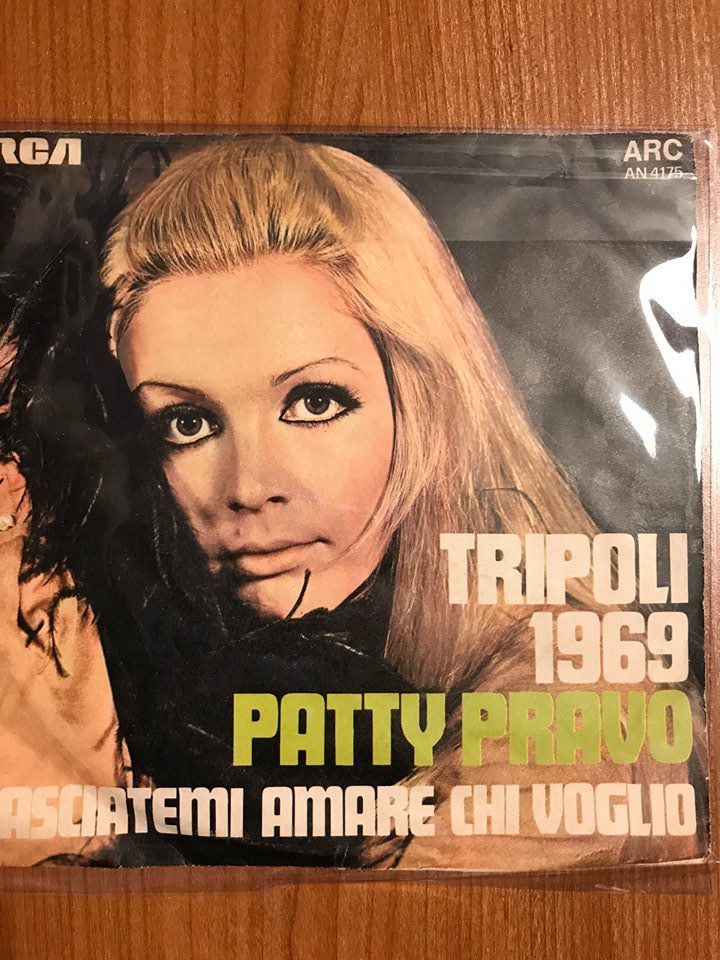 RCA
ARC
AN 4175
TRIPOLI
1969
PATTY PRAVO
ASCIATEMI AMARE CHI VOGLIO